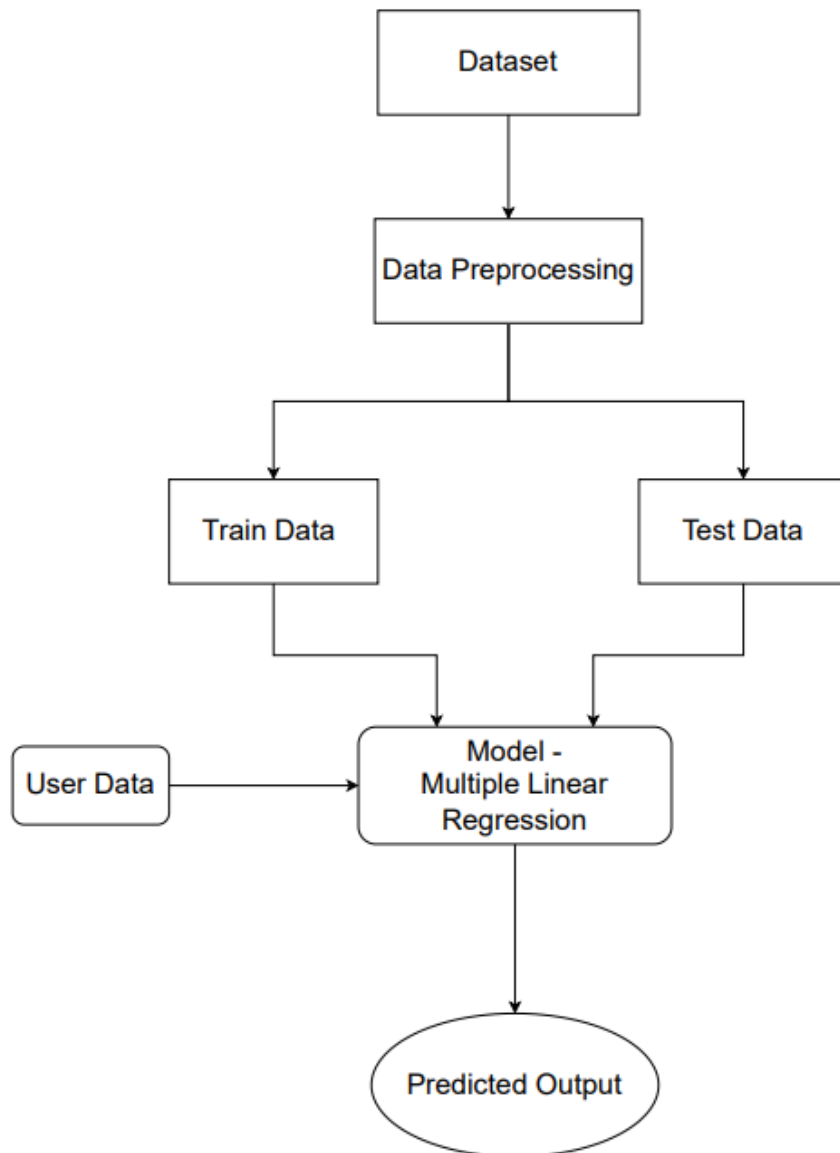 Dataset
Data Preprocessing
Train Data
Test Data
User Data
Model -
Multiple Linear
Regression
Predicted Output